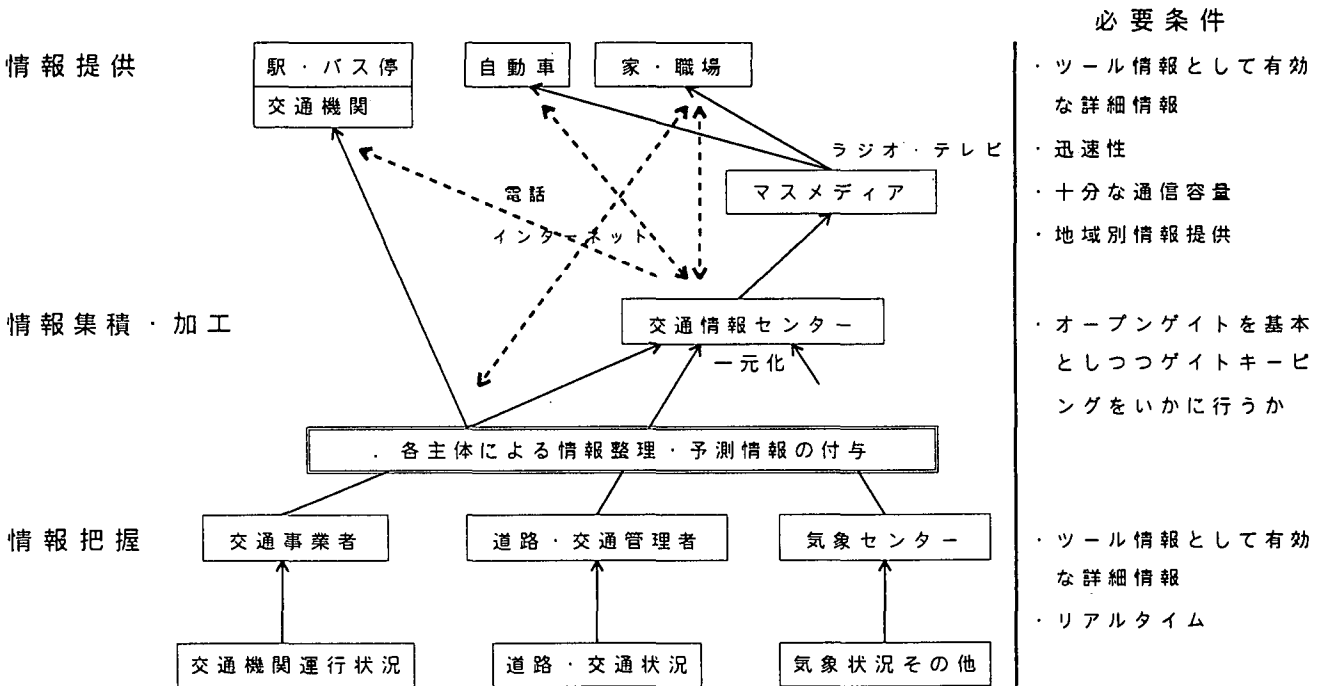 必要条件
情報提供
駅・バス停
交通機関
自動車
家・職場
・ツール情報として有効
な詳細情報
ラジオ・テレビ
・迅速性
マスメディア
・十分な通信容量
電話
インターネット
・地域別情報提供
情報集積・加工
交通情報センター
一元化
・オープンゲイトを基本
としつつゲイトキーピ
ングをいかに行うか
各主体による情報整理・予測情報の付与
情報把握
交通事業者
道路・交通管理者
気象センター
・ツール情報として有効
な詳細情報
・リアルタイム
交通機関運行状況
道路・交通状況
気象状況その他